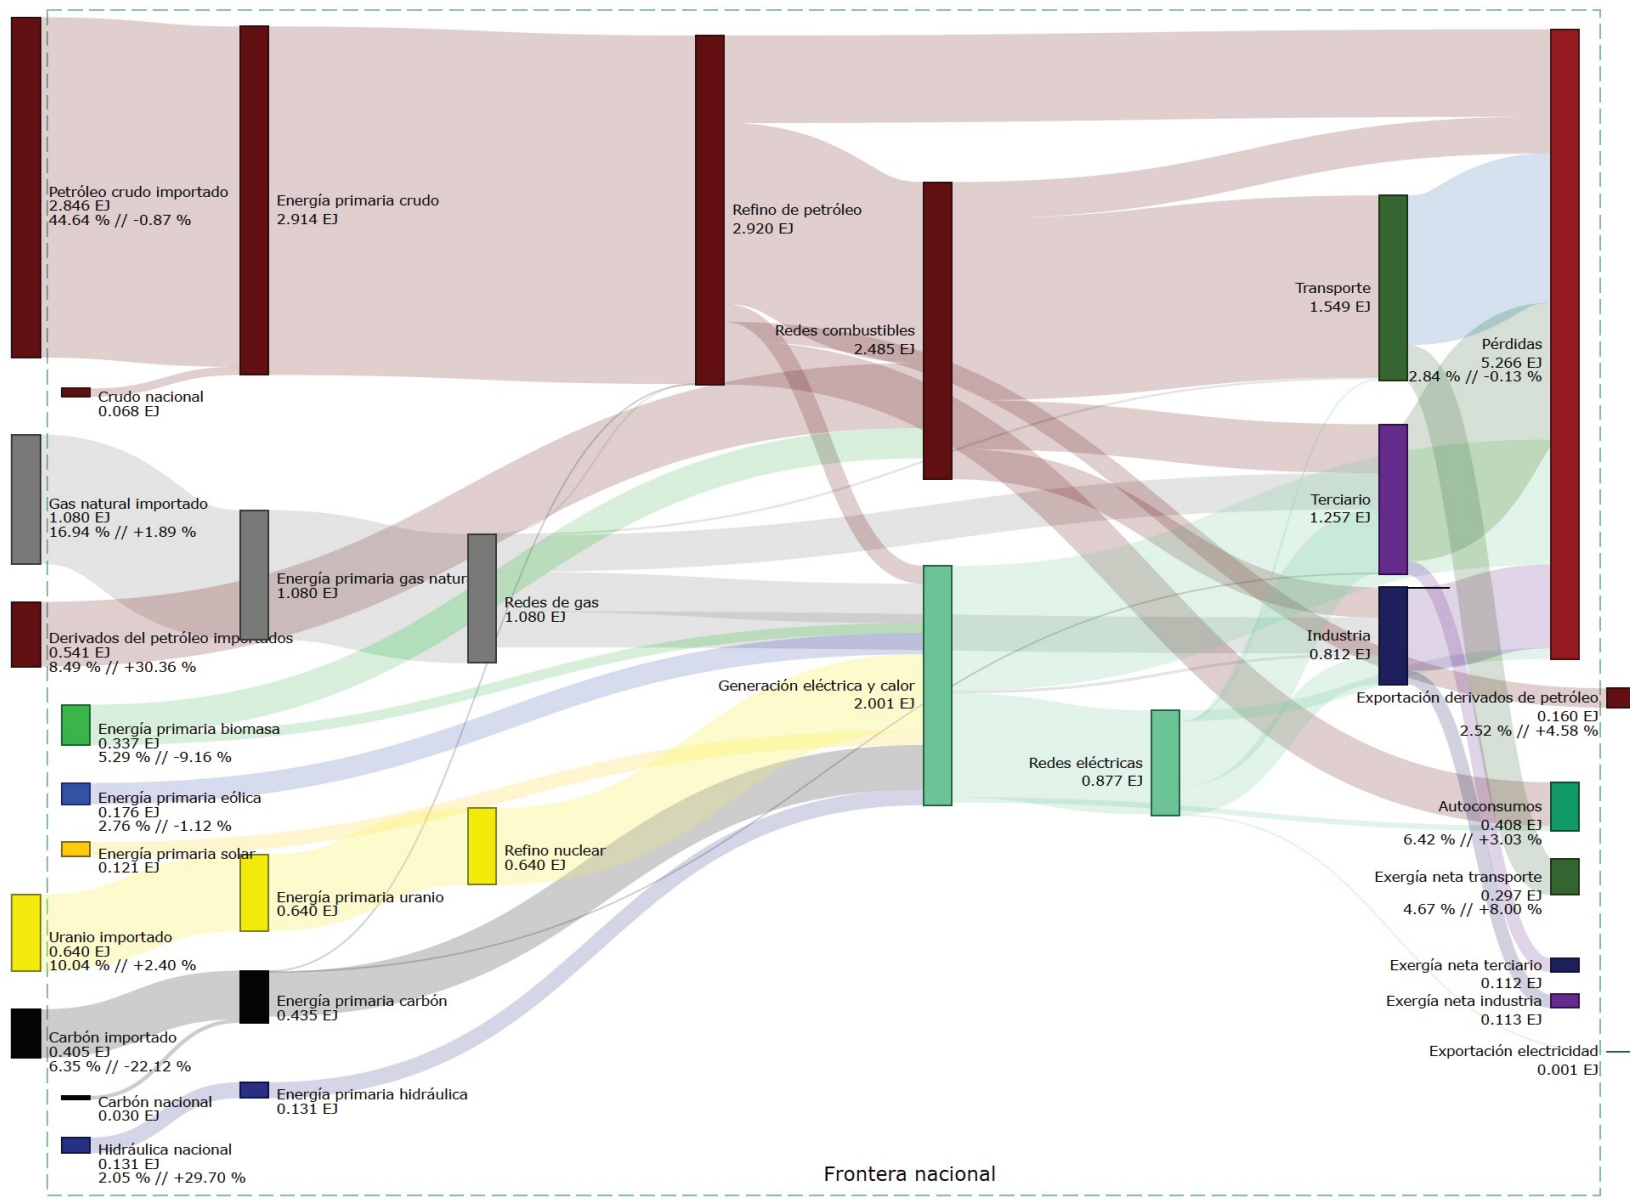 Petróleo crudo importado
2.846 EJ
44.64 % // -0.87 %
Crudo nacional
0.068 EJ
Gas natural importado
1.080 EJ
16.94 % // +1.89 %
Derivados del petróleo importados
0.541 EJ
8.49 % // +30.36 %
Energía primaria biomasa
0.337 EJ
5.29 % // -9.16 %
Energía primaria eólica
0.176 EJ
2.76 % // -1.12 %
Energía primaria solar
0.121 EJ
Uranio importado
0.640 EJ
10.04 % // +2.40 %
Carbón importado
0.405 EJ
6.35 % // -22.12 %
Carbón nacional
0.030 EJ
Hidráulica nacional
0.131 EJ
2.05 % // +29.70 %
Energía primaria crudo
2.914 EJ
Energía primaria gas natur
1.080 EJ
Energía primaria uranio
0.640 EJ
Energía primaria carbón
0.435 EJ
Energía primaria hidráulica
0.131 EJ
Redes de gas
1.080 EJ
Refino nuclear
0.640 EJ
Refino de petróleo
2.920 EJ
Redes combustibles
2.485 EJ
Generación eléctrica y calor
2.001 EJ
Redes eléctricas
0.877 EJ
Transporte
1.549 EJ
Terciario
1.257 EJ
Industria
0.812 EJ
Pérdidas
5.266 EJ
2.84 % // -0.13 %
Exportación derivados de petróleo
0.160 EJ
2.52 % // +4.58 %
Autoconsumos
0.408 EJ
6.42 % // +3.03 %
Exergía neta transporte
0.297 EJ
4.67 % // +8.00 %
Exergía neta terciario
0.112 EJ
Exergía neta industria
0.113 EJ
Exportación electricidad
0.001 EJ
Frontera nacional